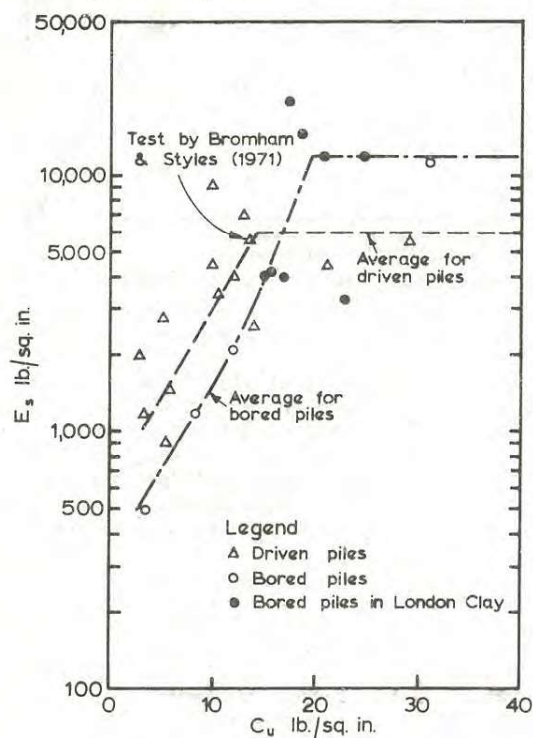 50,000
10,000
5,000
1,000
500
100
E_s lb./sq. in.
Test by Bromham
& Styles (1971)
Average for
driven piles
Average for
bored piles
Legend
△ Driven piles
○ Bored piles
● Bored piles in London Clay
0 10 20 30 40
C_u lb./sq. in.